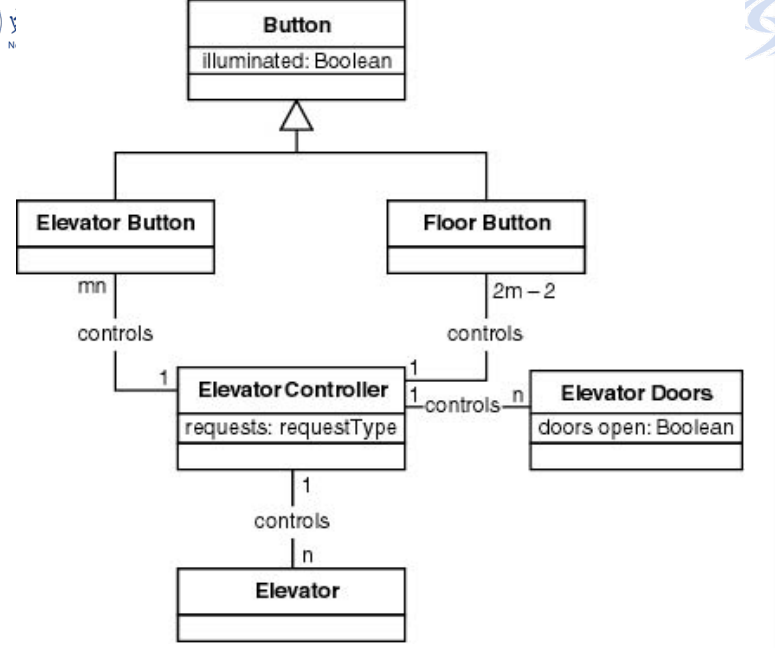 Button
illuminated: Boolean
Elevator Button
Floor Button
mn
2m – 2
controls
controls
1
1
Elevator Controller
1
controls
n
Elevator Doors
requests: requestType
doors open: Boolean
1
controls
n
Elevator